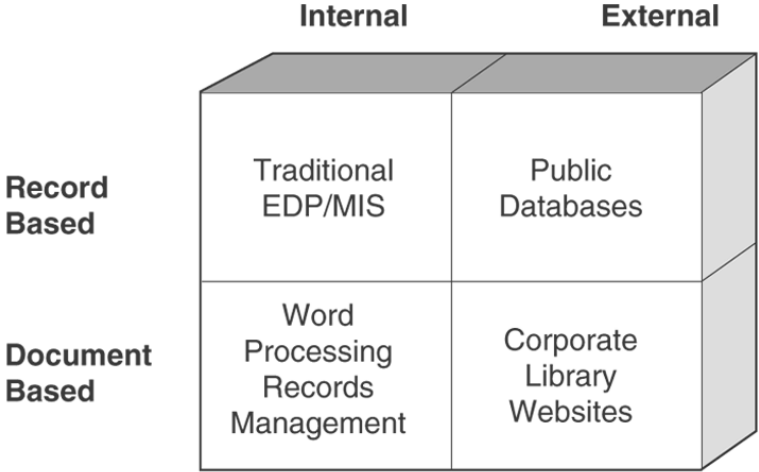 Internal External
Record
Based
Traditional
EDP/MIS
Public
Databases
Document
Based
Word
Processing
Records
Management
Corporate
Library
Websites